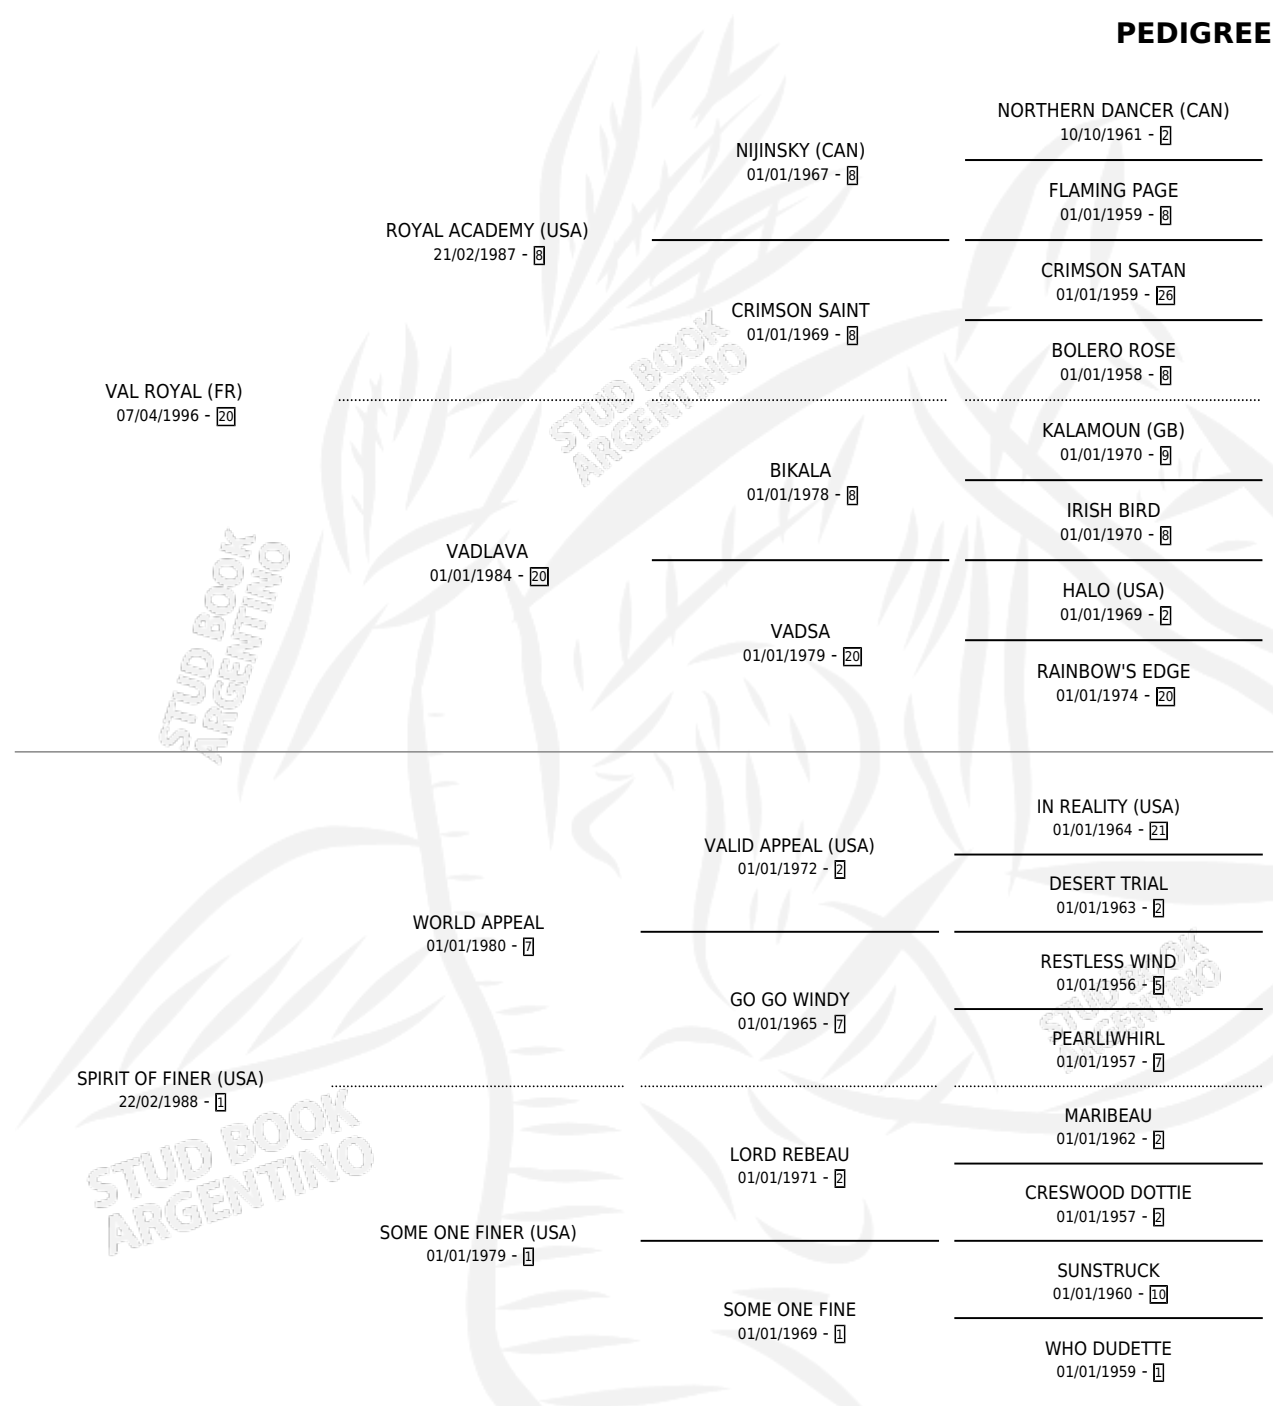 PEDIGREE
NORTHERN DANCER (CAN)
10/10/1961 - 2
NIJINSKY (CAN)
01/01/1967 - 8
FLAMING PAGE
01/01/1959 - 8
ROYAL ACADEMY (USA)
21/02/1987 - 8
CRIMSON SATAN
01/01/1959 - 26
CRIMSON SAINT
01/01/1969 - 8
BOLERO ROSE
01/01/1958 - 8
VAL ROYAL (FR)
07/04/1996 - 20
KALAMOUN (GB)
01/01/1970 - 9
BIKALA
01/01/1978 - 8
IRISH BIRD
01/01/1970 - 8
VADLAVA
01/01/1984 - 20
HALO (USA)
01/01/1969 - 2
VADSA
01/01/1979 - 20
RAINBOW'S EDGE
01/01/1974 - 20
IN REALITY (USA)
01/01/1964 - 21
VALID APPEAL (USA)
01/01/1972 - 2
DESERT TRIAL
01/01/1963 - 2
WORLD APPEAL
01/01/1980 - 7
RESTLESS WIND
01/01/1956 - 5
GO GO WINDY
01/01/1965 - 7
PEARLIWHIRL
01/01/1957 - 7
SPIRIT OF FINER (USA)
22/02/1988 - 1
MARIBEAU
01/01/1962 - 2
LORD REBEAU
01/01/1971 - 2
CRESWOOD DOTTIE
01/01/1957 - 2
SOME ONE FINER (USA)
01/01/1979 - 1
SUNSTRUCK
01/01/1960 - 10
SOME ONE FINE
01/01/1969 - 1
WHO DUDETTE
01/01/1959 - 1
STUD BOOK
ARGENTINO
STUD BOOK
ARGENTINO
STUD BOOK
ARGENTINO
STUD BOOK
ARGENTINO